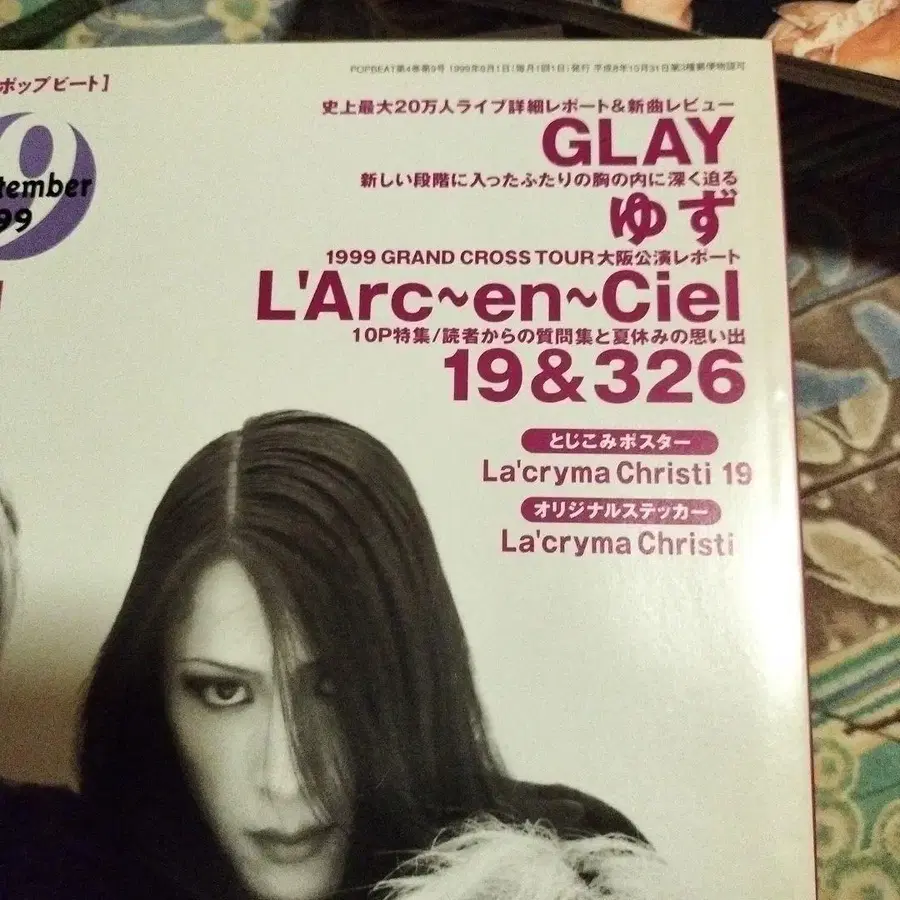 ポップビート]
POPBEAT第4巻第9号 1999年9月1日(毎月1回1日)発行 平成8年10月31日第3種郵便物認可
9
tember
99
史上最大20万人ライブ詳細レポート&新曲レビュー
GLAY
新しい段階に入ったふたりの胸の内に深く迫る
ゆず
1999 GRAND CROSS TOUR大阪公演レポート
L'Arc~en~Ciel
10P特集/読者からの質問集と夏休みの思い出
19&326
とじこみポスター
La'cryma Christi 19
オリジナルステッカー
La'cryma Christi